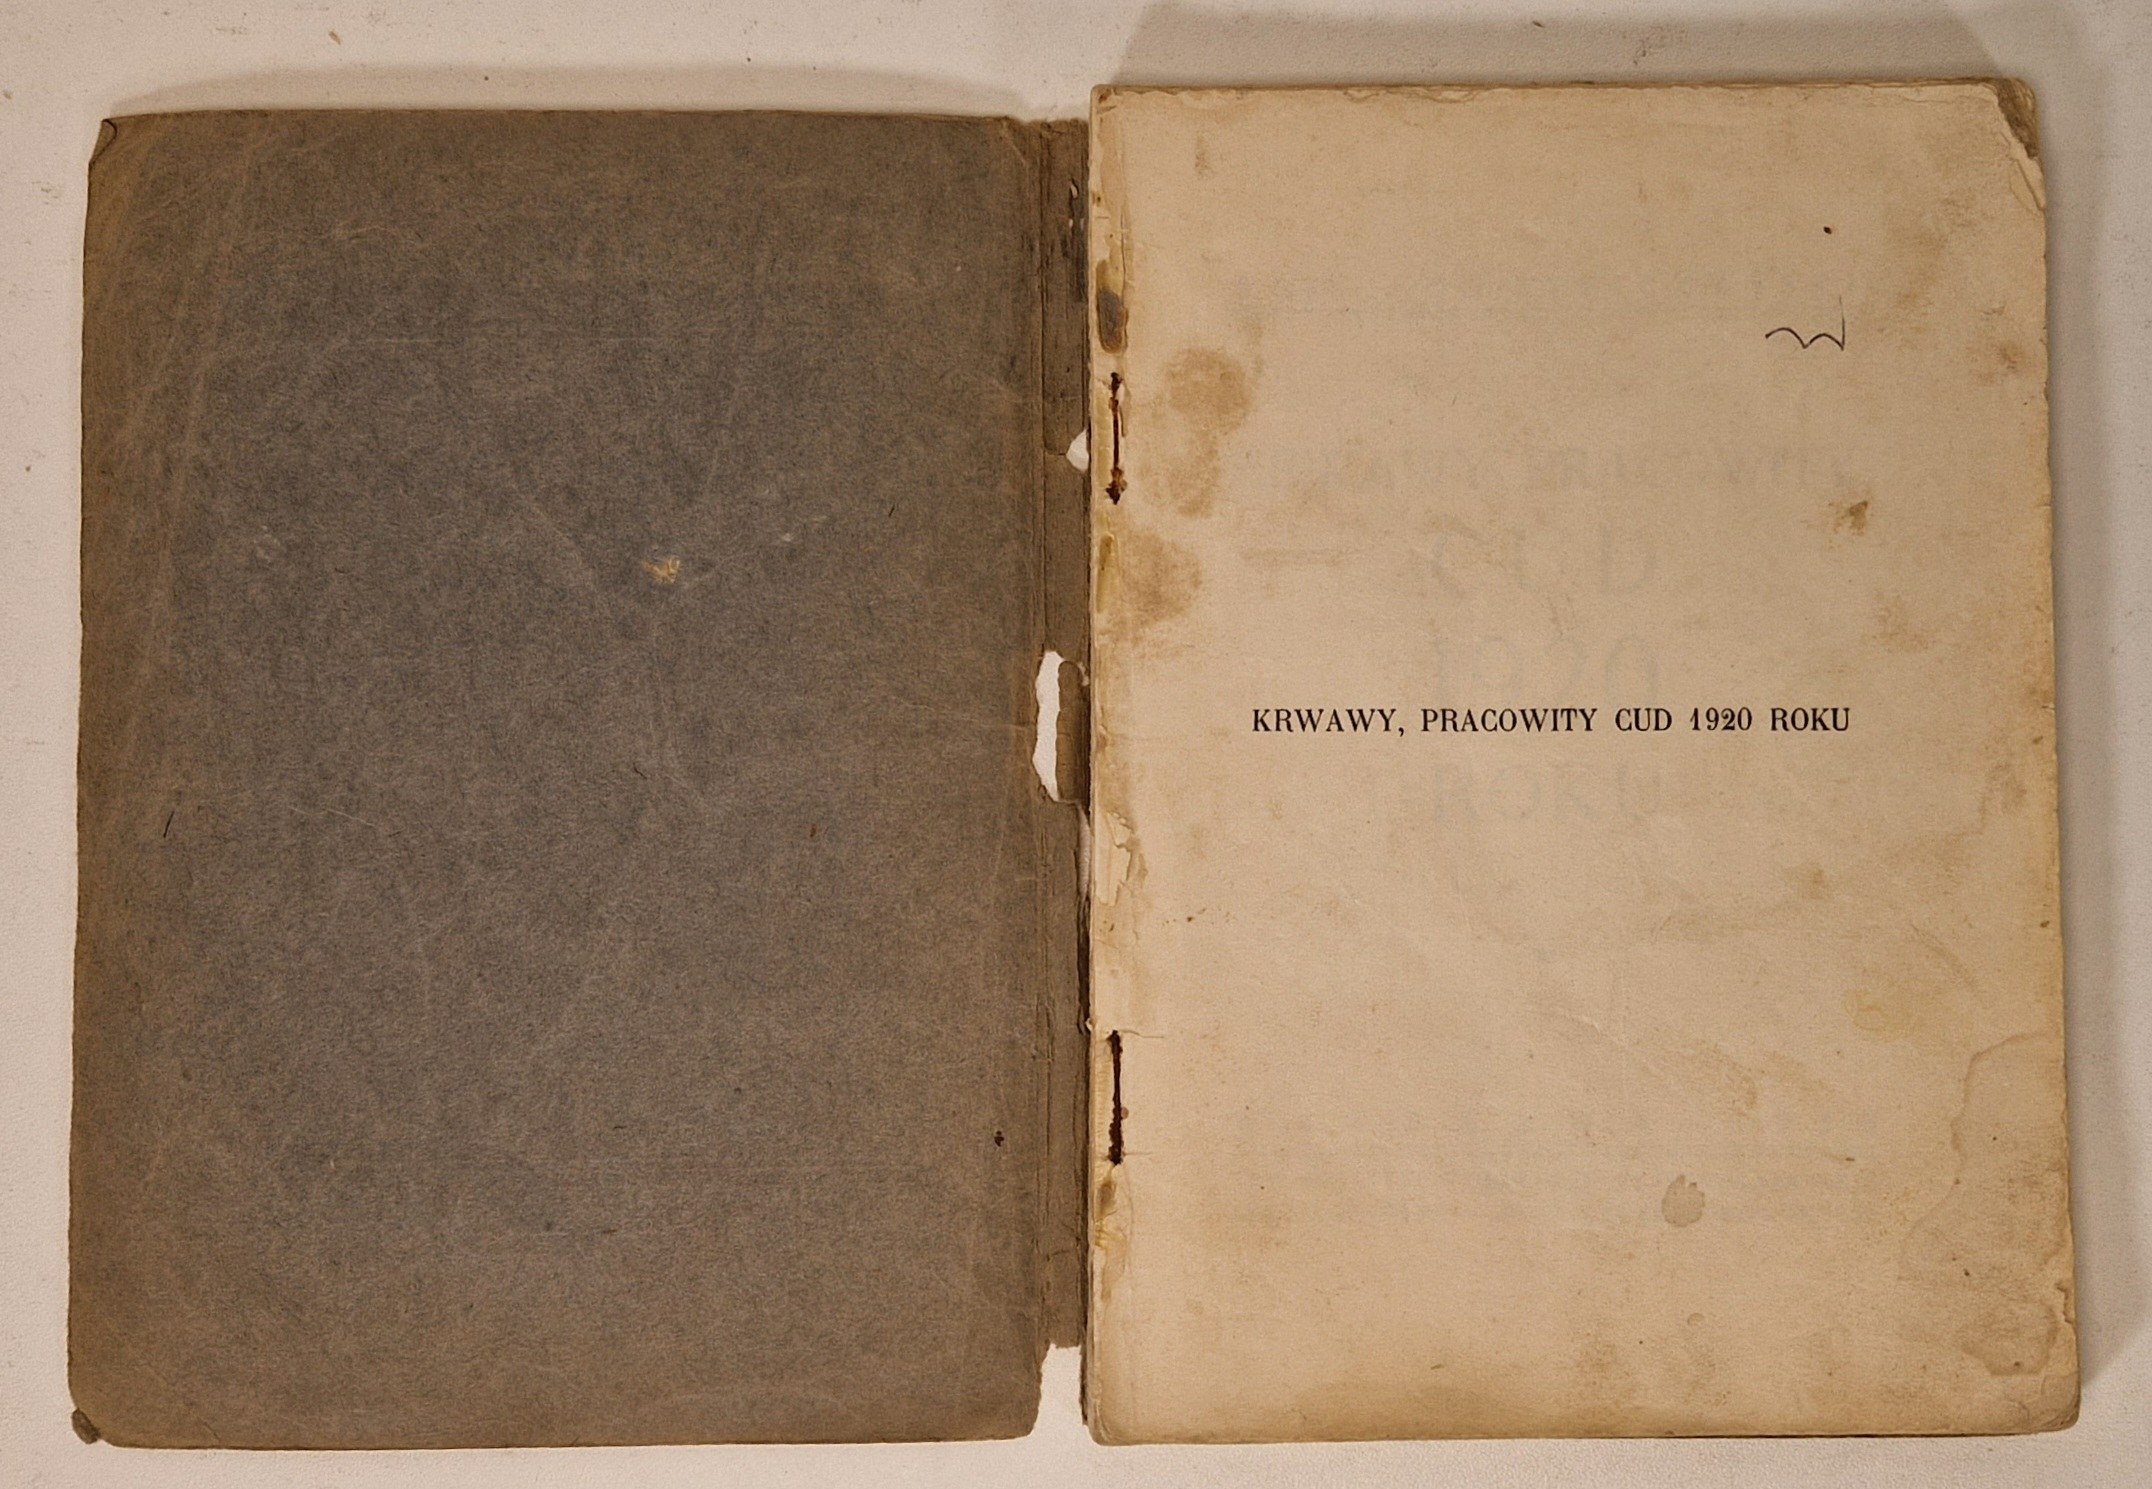 KRWAWY, PRACOWITY CUD 1920 ROKU